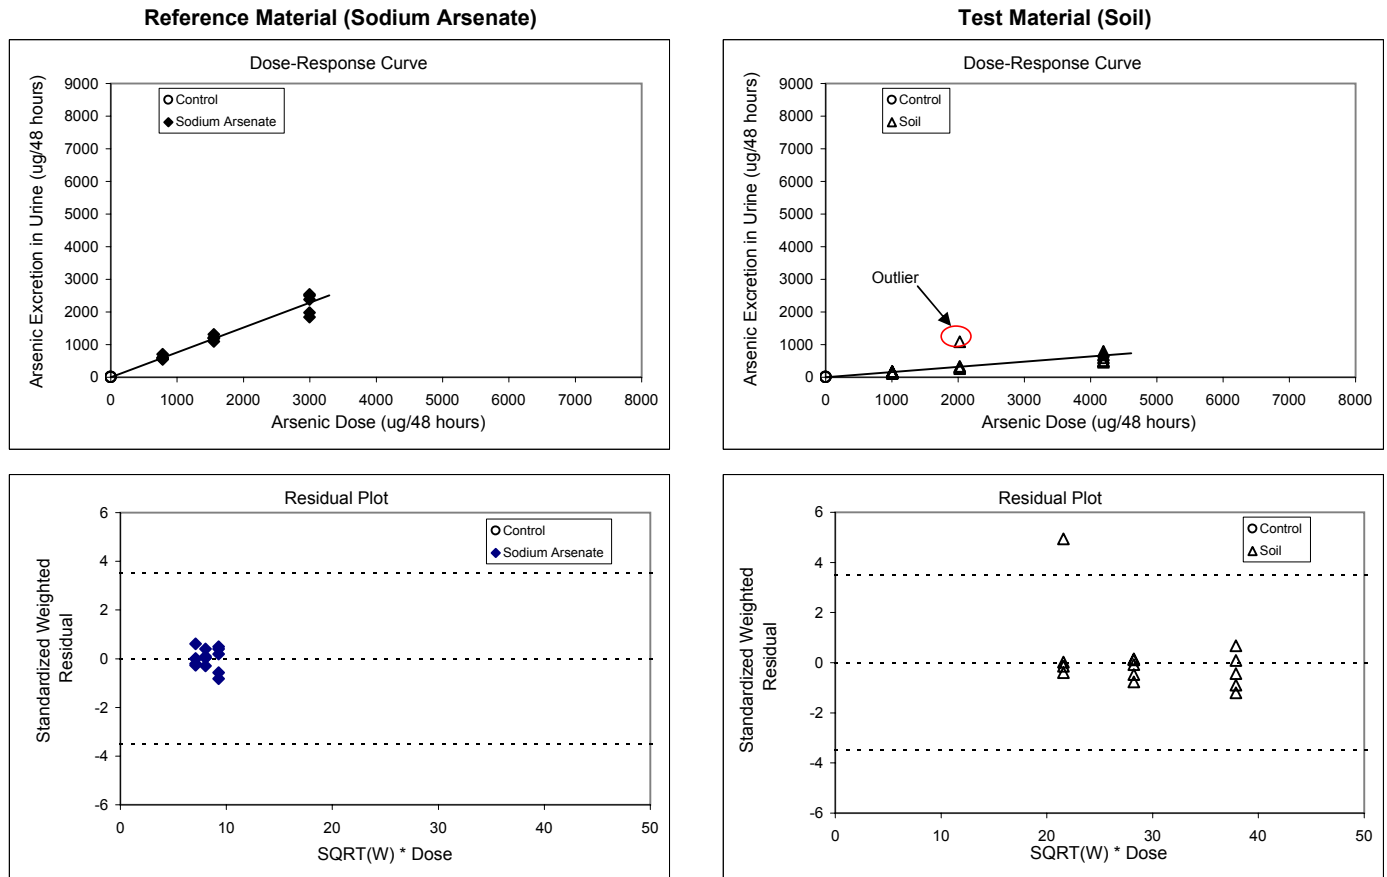 Reference Material (Sodium Arsenate)
Dose-Response Curve
Arsenic Excretion in Urine (ug/48 hours)
9000
8000
7000
6000
5000
4000
3000
2000
1000
0
Control
Sodium Arsenate
0 1000 2000 3000 4000 5000 6000 7000 8000
Arsenic Dose (ug/48 hours)
Test Material (Soil)
Dose-Response Curve
Arsenic Excretion in Urine (ug/48 hours)
9000
8000
7000
6000
5000
4000
3000
2000
1000
0
Control
Soil
Outlier
0 1000 2000 3000 4000 5000 6000 7000 8000
Arsenic Dose (ug/48 hours)
Residual Plot
Standardized Weighted
Residual
6
4
2
0
-2
-4
-6
Control
Sodium Arsenate
0 10 20 30 40 50
SQRT(W) * Dose
Residual Plot
Standardized Weighted
Residual
6
4
2
0
-2
-4
-6
Control
Soil
0 10 20 30 40 50
SQRT(W) * Dose